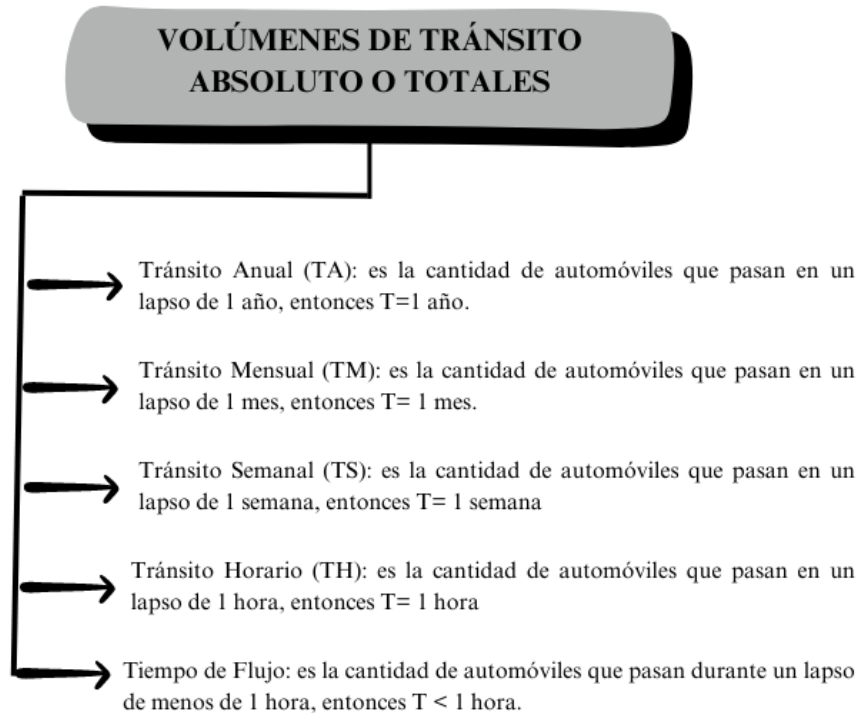 VOLÚMENES DE TRÁNSITO
ABSOLUTO O TOTALES
Tránsito Anual (TA): es la cantidad de automóviles que pasan en un
lapso de 1 año, entonces T=1 año.
Tránsito Mensual (TM): es la cantidad de automóviles que pasan en un
lapso de 1 mes, entonces T= 1 mes.
Tránsito Semanal (TS): es la cantidad de automóviles que pasan en un
lapso de 1 semana, entonces T= 1 semana
Tránsito Horario (TH): es la cantidad de automóviles que pasan en un
lapso de 1 hora, entonces T= 1 hora
Tiempo de Flujo: es la cantidad de automóviles que pasan durante un lapso
de menos de 1 hora, entonces T < 1 hora.